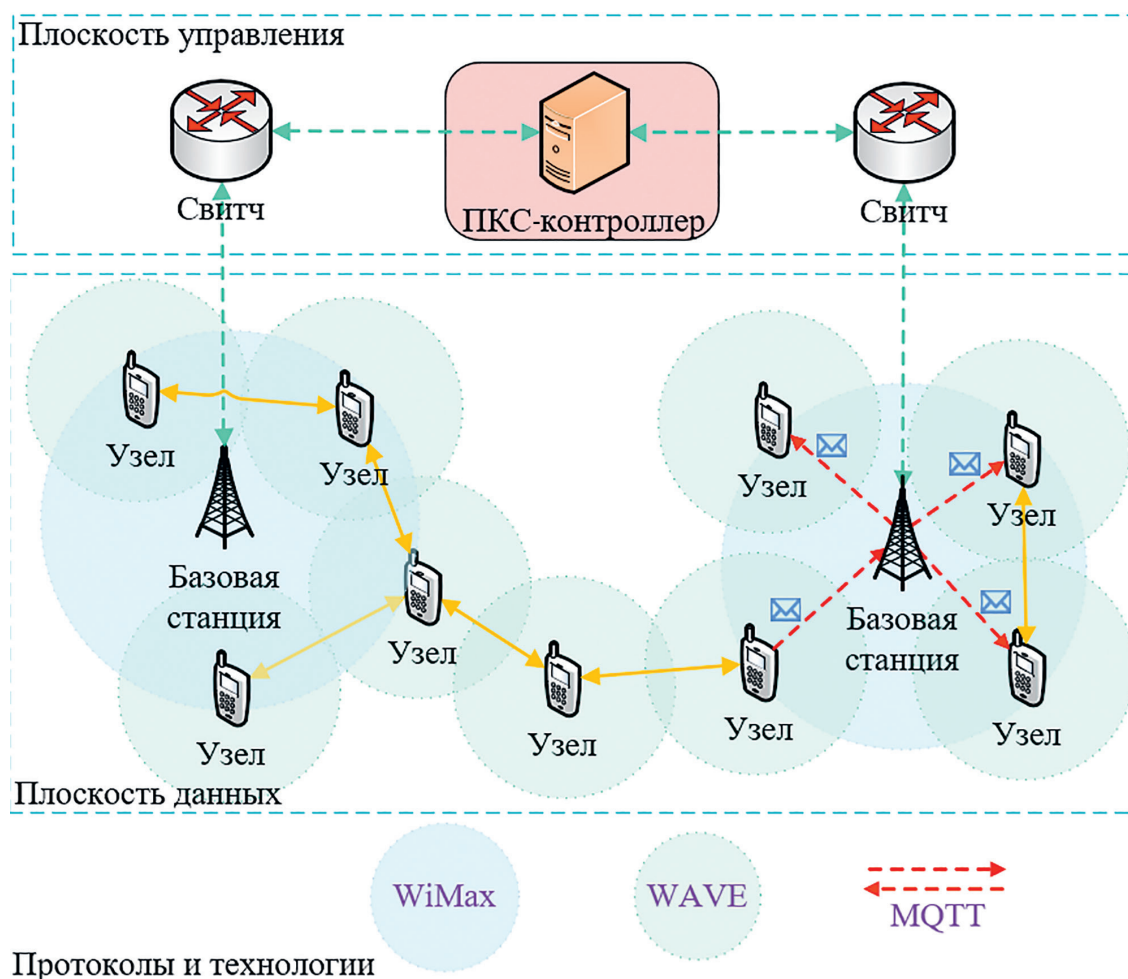 Плоскость управления
Свитч
ПКС-контроллер
Свитч
Узел
Узел
Узел
Узел
Базовая
станция
Базовая
станция
Узел
Узел
Узел
Узел
Узел
Плоскость данных
WiMax
WAVE
MQTT
Протоколы и технологии